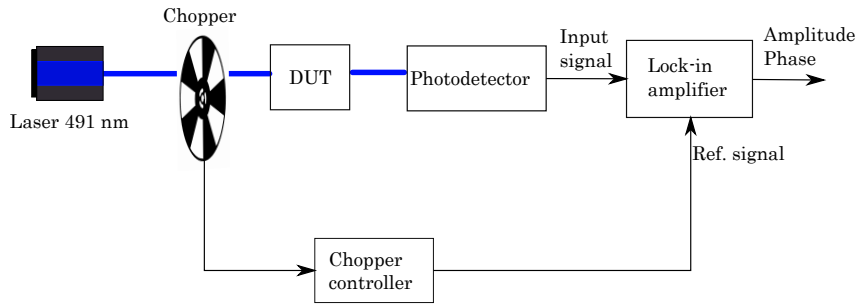 Chopper
Laser 491 nm
DUT
Photodetector
Input
signal
Lock-in
amplifier
Amplitude
Phase
Ref. signal
Chopper
controller